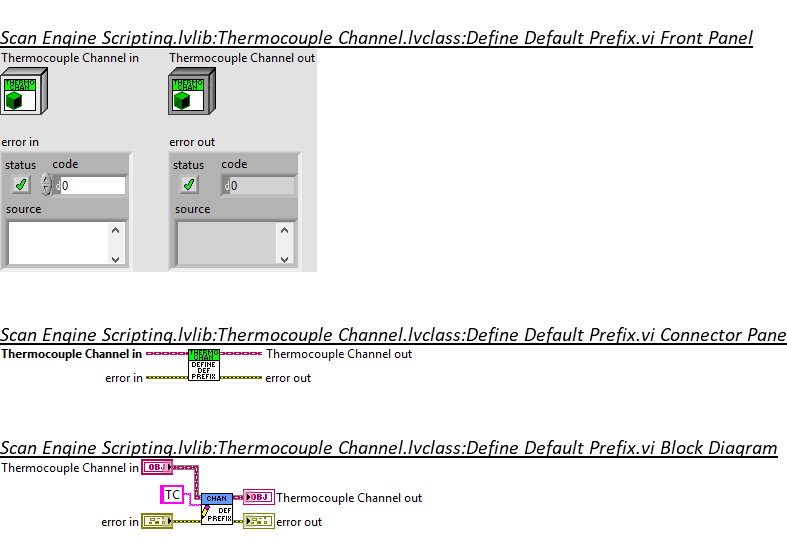 Scan Engine Scripting.lvlib:Thermocouple Channel.lvclass:Define Default Prefix.vi Front Panel
Thermocouple Channel in Thermocouple Channel out
THERMO CHAN THERMO CHAN
error in error out
status code status code
d 0 d 0
source source
Scan Engine Scripting.lvlib:Thermocouple Channel.lvclass:Define Default Prefix.vi Connector Pane
Thermocouple Channel in THERMO CHAN Thermocouple Channel out
DEFINE
DEF
error in PREFIX error out
Scan Engine Scripting.lvlib:Thermocouple Channel.lvclass:Define Default Prefix.vi Block Diagram
Thermocouple Channel in OBJ
TC CHAN OBJ Thermocouple Channel out
DEF
error in PREFIX error out